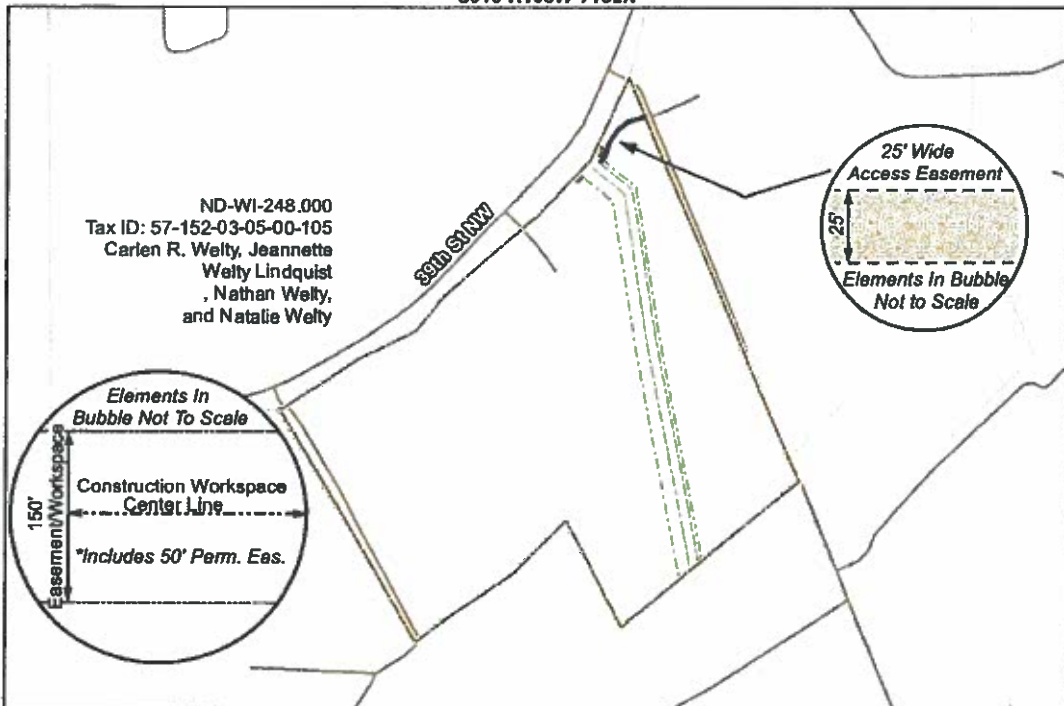 ND-WI-248.000
Tax ID: 57-152-03-05-00-105
Carlen R. Welty, Jeannette
Welty Lindquist
, Nathan Welty,
and Natalie Welty
39th St NW
25' Wide
Access Easement
25'
Elements In Bubble
Not to Scale
Elements In
Bubble Not To Scale
150'
Easement/Workspace
Construction Workspace
Center Line
*Includes 50' Perm. Eas.